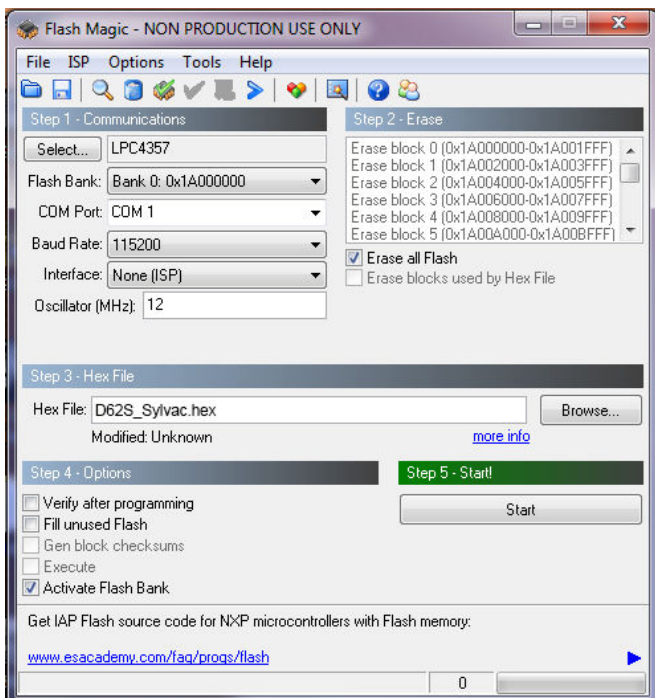 Flash Magic - NON PRODUCTION USE ONLY
File ISP Options Tools Help
Step 1 - Communications
Select... LPC4357
Flash Bank: Bank 0: 0x1A000000
COM Port: COM 1
Baud Rate: 115200
Interface: None (ISP)
Oscillator (MHz): 12
Step 2 - Erase
Erase block 0 (0x1A000000-0x1A001FFF)
Erase block 1 (0x1A002000-0x1A003FFF)
Erase block 2 (0x1A004000-0x1A005FFF)
Erase block 3 (0x1A006000-0x1A007FFF)
Erase block 4 (0x1A008000-0x1A009FFF)
Erase block 5 (0x1A00A000-0x1A00BFFF)
Erase all Flash
Erase blocks used by Hex File
Step 3 - Hex File
Hex File: D62S_Sylvac.hex Browse...
Modified: Unknown more info
Step 4 - Options
Verify after programming
Fill unused Flash
Gen block checksums
Execute
Activate Flash Bank
Step 5 - Start!
Start
Get IAP Flash source code for NXP microcontrollers with Flash memory:
www.esacademy.com/faq/progs/flash
0